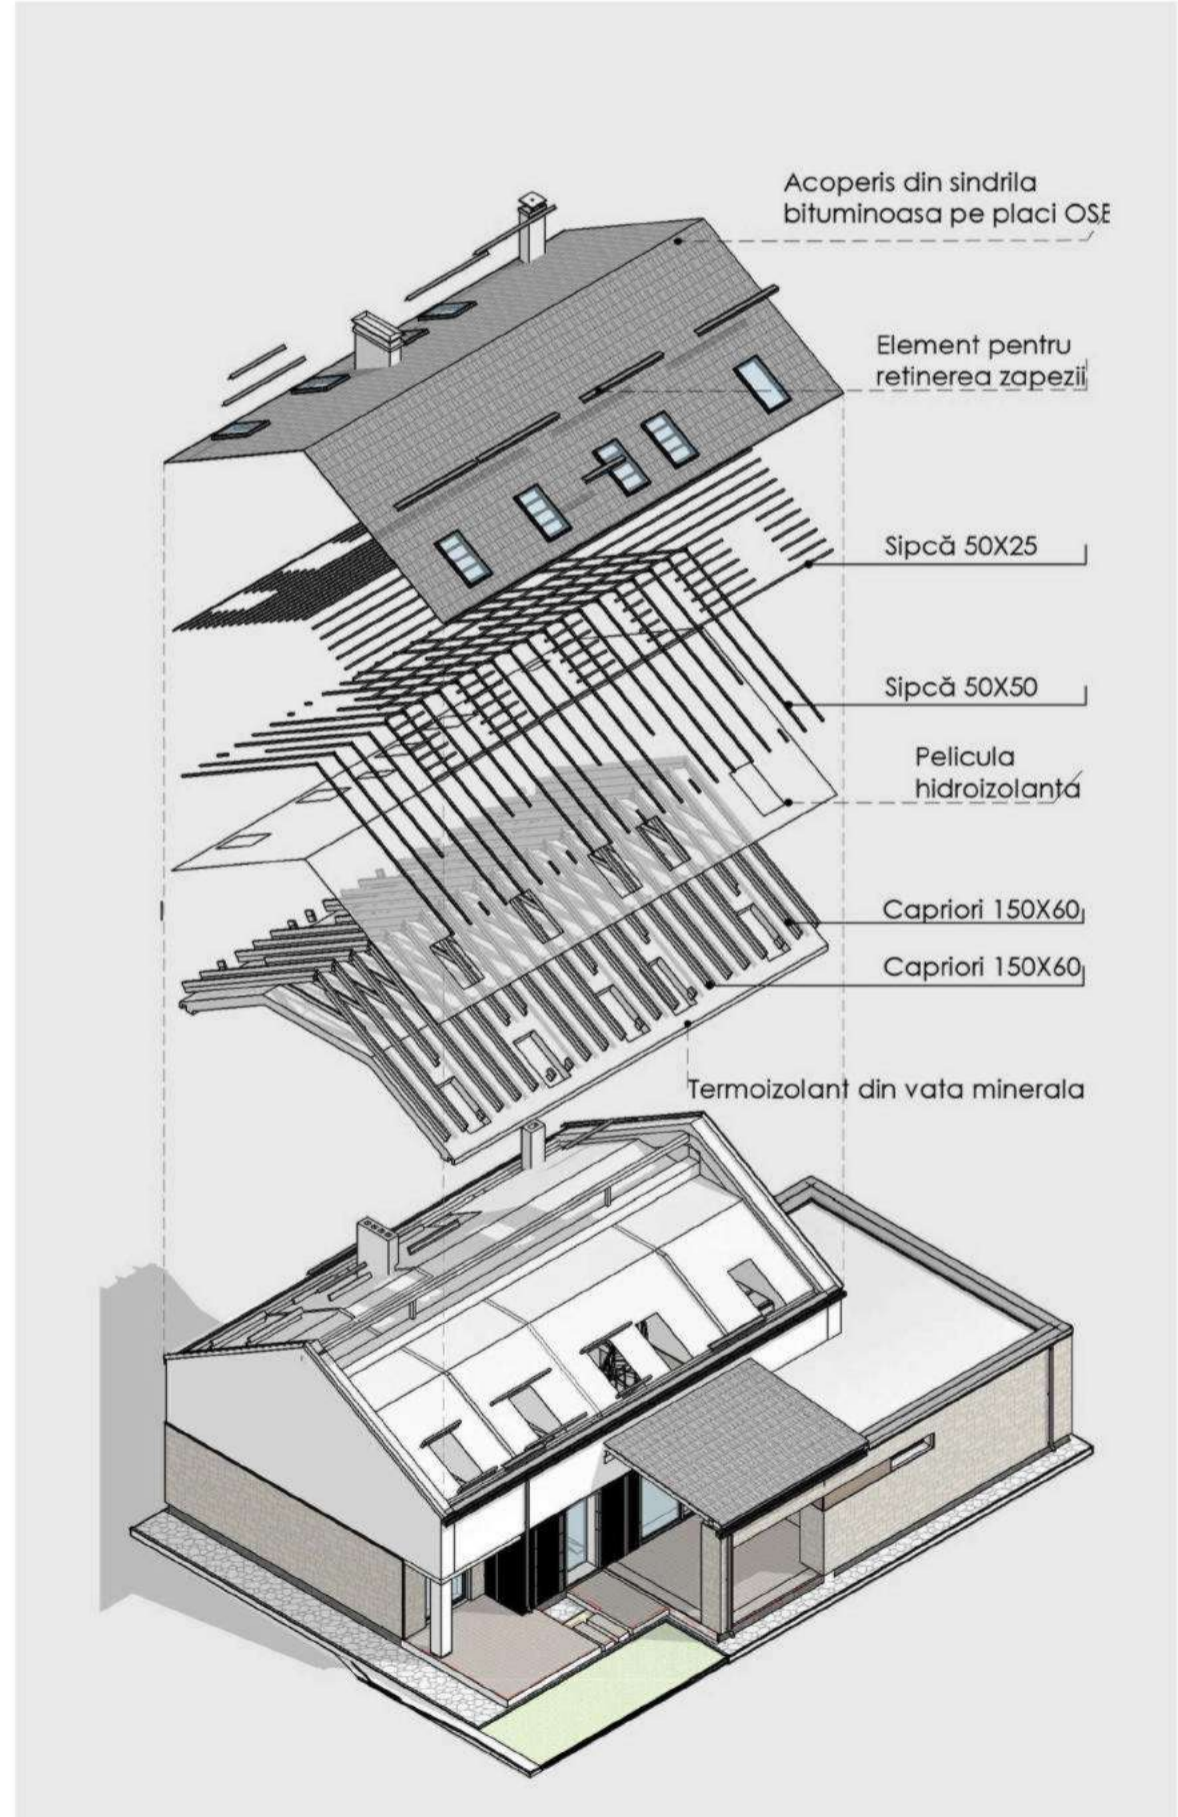 Acoperis din sindrila
bituminoasa pe placi OSE
Element pentru
retinerea zapezii
Sipcă 50X25
Sipcă 50X50
Pelicula
hidroizolanta
Capriori 150X60
Capriori 150X60
Termoizolant din vata minerala